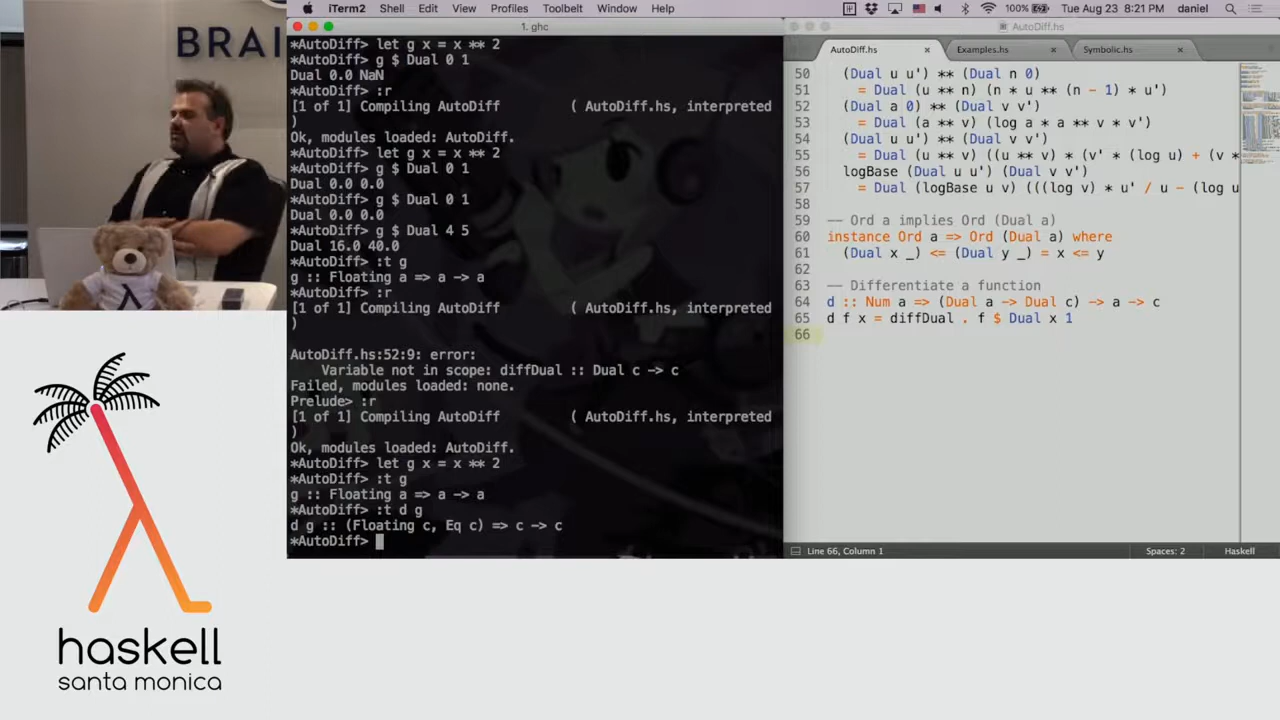 BRAI
iTerm2 Shell Edit View Profiles Toolbelt Window Help
100% Tue Aug 23 8:21 PM daniel
1. ghc
*AutoDiff> let g x = x ** 2
*AutoDiff> g $ Dual 0 1
Dual 0.0 NaN
*AutoDiff> :r
[1 of 1] Compiling AutoDiff ( AutoDiff.hs, interpreted
)
Ok, modules loaded: AutoDiff.
*AutoDiff> let g x = x ** 2
*AutoDiff> g $ Dual 0 1
Dual 0.0 0.0
*AutoDiff> g $ Dual 0 1
Dual 0.0 0.0
*AutoDiff> g $ Dual 4 5
Dual 16.0 40.0
*AutoDiff> :t g
g :: Floating a => a -> a
*AutoDiff> :r
[1 of 1] Compiling AutoDiff ( AutoDiff.hs, interpreted
)
AutoDiff.hs:52:9: error:
Variable not in scope: diffDual :: Dual c -> c
Failed, modules loaded: none.
Prelude> :r
[1 of 1] Compiling AutoDiff ( AutoDiff.hs, interpreted
)
Ok, modules loaded: AutoDiff.
*AutoDiff> let g x = x ** 2
*AutoDiff> :t g
g :: Floating a => a -> a
*AutoDiff> :t d g
d g :: (Floating c, Eq c) => c -> c
*AutoDiff>
AutoDiff.hs
AutoDiff.hs × Examples.hs × Symbolic.hs ×
50 (Dual u u') ** (Dual n 0)
51 = Dual (u ** n) (n * u ** (n - 1) * u')
52 (Dual a 0) ** (Dual v v')
53 = Dual (a ** v) (log a * a ** v * v')
54 (Dual u u') ** (Dual v v')
55 = Dual (u ** v) ((u ** v) * (v' * (log u) + (v *
56 logBase (Dual u u') (Dual v v')
57 = Dual (logBase u v) (((log v) * u' / u - (log u
58
59 -- Ord a implies Ord (Dual a)
60 instance Ord a => Ord (Dual a) where
61 (Dual x _) <= (Dual y _) = x <= y
62
63 -- Differentiate a function
64 d :: Num a => (Dual a -> Dual c) -> a -> c
65 d f x = diffDual . f $ Dual x 1
66
Line 66, Column 1 Spaces: 2 Haskell
haskell
santa monica